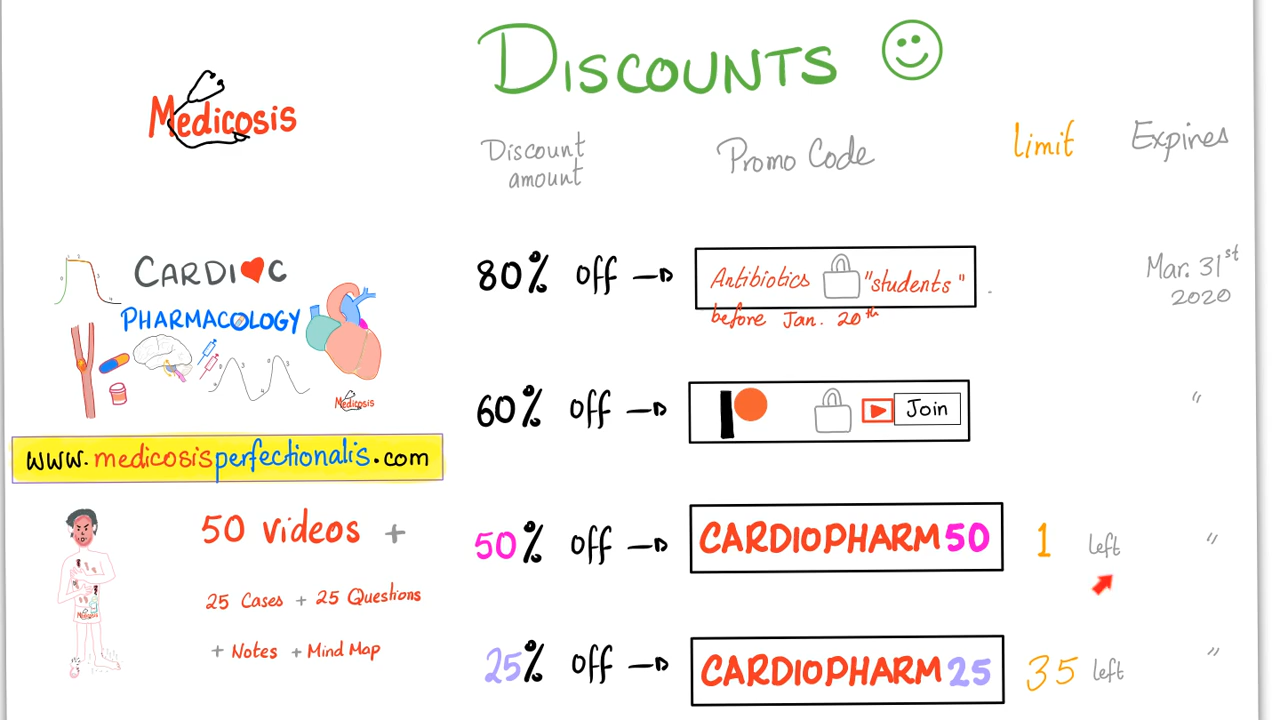 DISCOUNTS
Medicosis
Discount amount
Promo Code
limit
Expires
CARDIAC
PHARMACOLOGY
Medicosis
www.medicosisperfectionalis.com
50 videos +
25 Cases + 25 Questions
+ Notes + Mind Map
Medicosis
80% off
Antibiotics "students"
before Jan. 20th
Mar. 31st
2020
60% off
Join
"
50% off
CARDIOPHARM50
1 left
"
25% off
CARDIOPHARM25
35 left
"